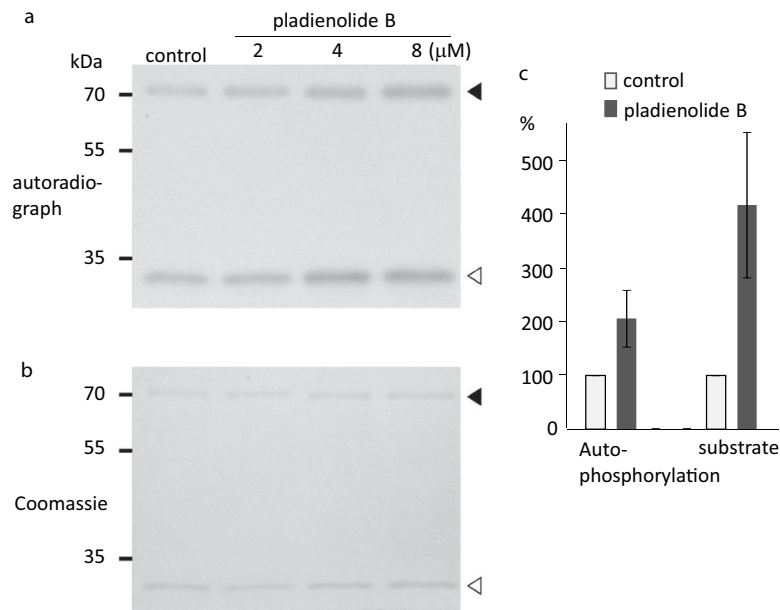 a
pladienolide B
kDa
control
2
4
8 (μM)
70
55
autoradio-
graph
35
b
70
55
Coomassie
35
c
control
pladienolide B
%
500
400
300
200
100
0
Auto-
phosphorylation
substrate